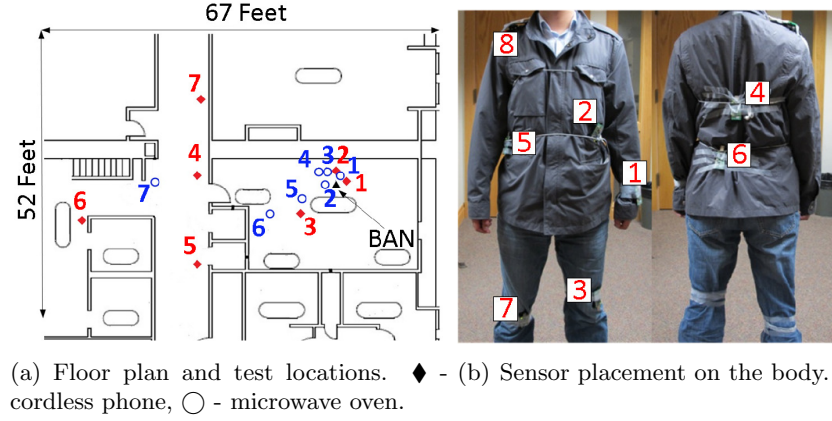 67 Feet
52 Feet
7
4
4 3 2 1
1
5 2
6 7 6 3
5
BAN
8
2
5
1
3
7
4
6
(a) Floor plan and test locations. ♦ - (b) Sensor placement on the body.
cordless phone, ◯ - microwave oven.